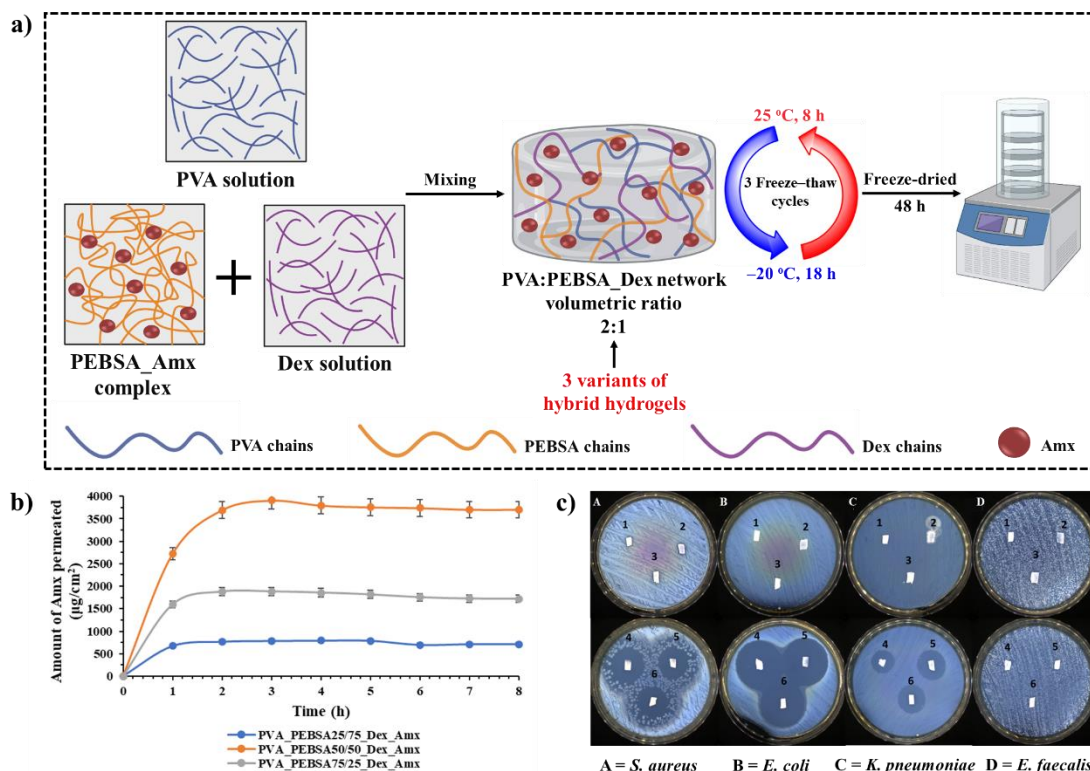 a)
PVA solution
PEBSA_Amx
complex
+
Dex solution
Mixing
PVA:PEBSA_Dex network
volumetric ratio
2:1
3 variants of
hybrid hydrogels
25 °C, 8 h
3 Freeze–thaw
cycles
–20 °C, 18 h
Freeze-dried
48 h
PVA chains
PEBSA chains
Dex chains
Amx
b)
Amount of Amx permeated
(µg/cm²)
4000
3500
3000
2500
2000
1500
1000
500
0
0 1 2 3 4 5 6 7 8
Time (h)
PVA_PEBSA25/75_Dex_Amx
PVA_PEBSA50/50_Dex_Amx
PVA_PEBSA75/25_Dex_Amx
c)
A B C D
1 2 1 2 1 2 1 2
3 3 3 3
4 5 4 5 4 5 4 5
6 6 6 6
A = S. aureus B = E. coli C = K. pneumoniae D = E. faecalis